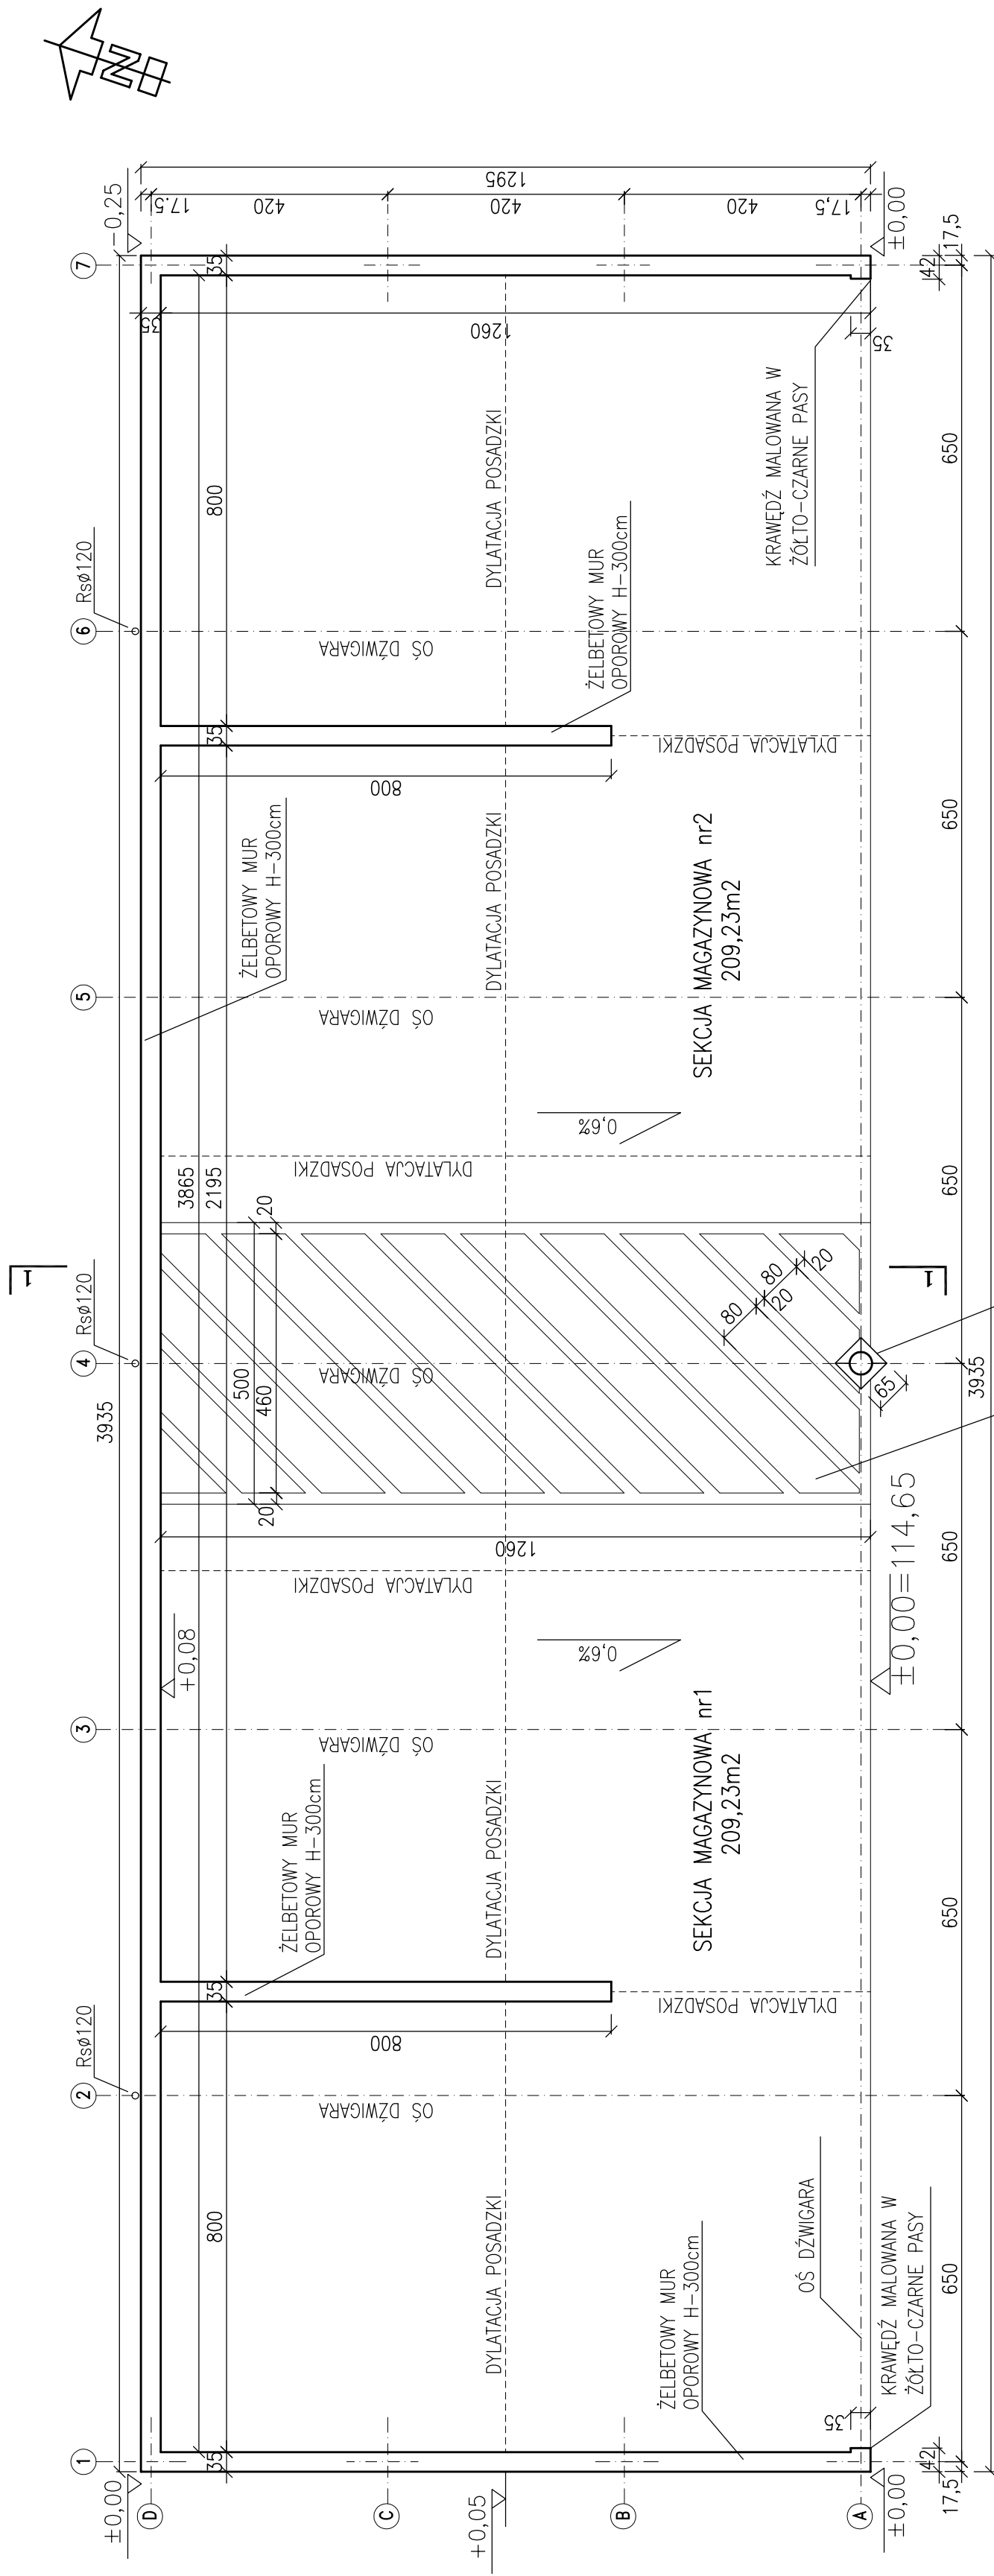 N
1
2
3
4
5
6
7
D
C
B
A
Rsø120
Rsø120
Rsø120
3935
±0,00
-0,25
+0,08
+0,05
±0,00
±0,00
±0,00=114,65
1
1
3865
2195
35
800
35
35
800
35
35
17.5
420
420
420
17,5
1295
1260
1260
800
800
500
460
20
20
80
20
80
20
65
35
35
42
42
17,5
17,5
650
650
650
650
650
650
3935
OŚ DŹWIGARA
OŚ DŹWIGARA
OŚ DŹWIGARA
OŚ DŹWIGARA
OŚ DŹWIGARA
OŚ DŹWIGARA
ŻELBETOWY MUR
OPOROWY H-300cm
ŻELBETOWY MUR
OPOROWY H-300cm
ŻELBETOWY MUR
OPOROWY H-300cm
ŻELBETOWY MUR
OPOROWY H-300cm
DYLATACJA POSADZKI
DYLATACJA POSADZKI
DYLATACJA POSADZKI
DYLATACJA POSADZKI
DYLATACJA POSADZKI
DYLATACJA POSADZKI
DYLATACJA POSADZKI
DYLATACJA POSADZKI
0,6%
0,6%
SEKCJA MAGAZYNOWA nr1
209,23m2
SEKCJA MAGAZYNOWA nr2
209,23m2
KRAWĘDŹ MALOWANA W
ŻÓŁTO-CZARNE PASY
KRAWĘDŹ MALOWANA W
ŻÓŁTO-CZARNE PASY